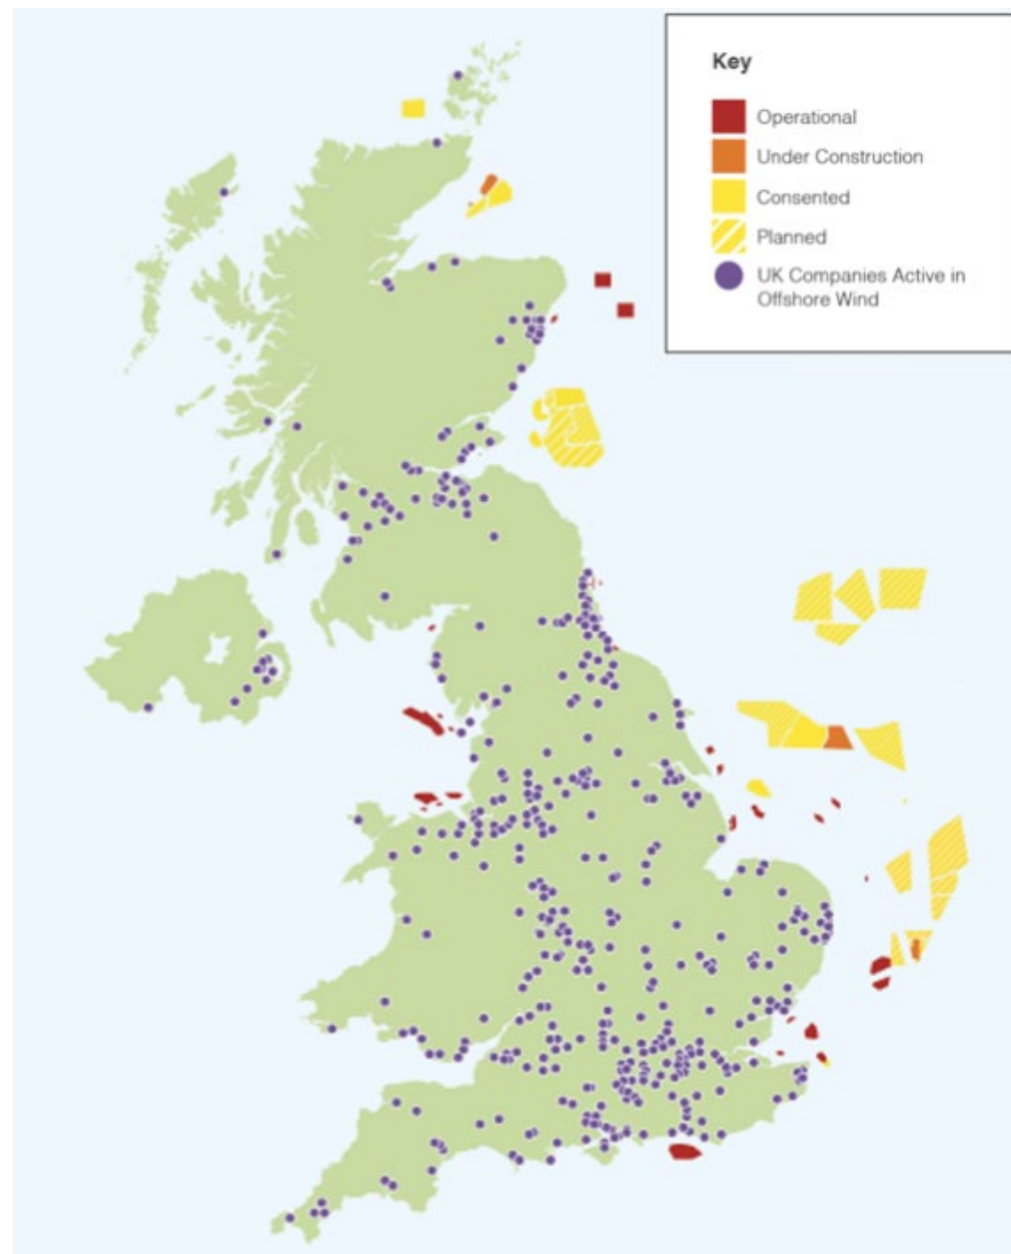 Key
Operational
Under Construction
Consented
Planned
UK Companies Active in
Offshore Wind